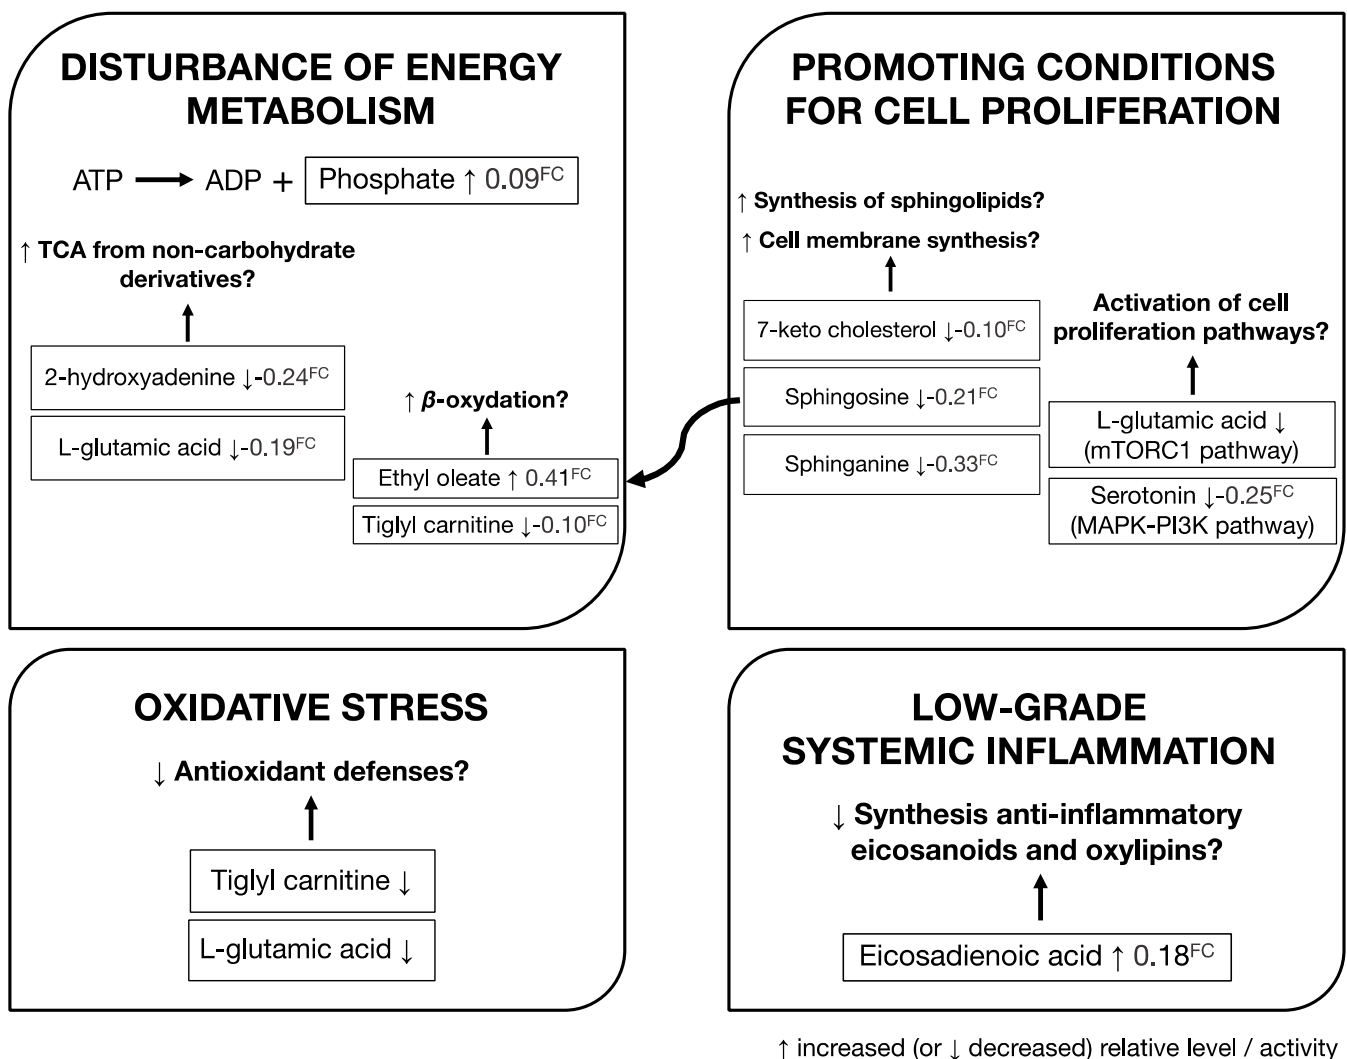 DISTURBANCE OF ENERGY
METABOLISM
ATP → ADP + Phosphate ↑ 0.09FC
↑ TCA from non-carbohydrate
derivatives?
2-hydroxyadenine ↓-0.24FC
L-glutamic acid ↓-0.19FC
↑ β-oxydation?
Ethyl oleate ↑ 0.41FC
Tiglyl carnitine ↓-0.10FC
PROMOTING CONDITIONS
FOR CELL PROLIFERATION
↑ Synthesis of sphingolipids?
↑ Cell membrane synthesis?
7-keto cholesterol ↓-0.10FC
Sphingosine ↓-0.21FC
Sphinganine ↓-0.33FC
Activation of cell
proliferation pathways?
L-glutamic acid ↓
(mTORC1 pathway)
Serotonin ↓-0.25FC
(MAPK-PI3K pathway)
OXIDATIVE STRESS
↓ Antioxidant defenses?
Tiglyl carnitine ↓
L-glutamic acid ↓
LOW-GRADE
SYSTEMIC INFLAMMATION
↓ Synthesis anti-inflammatory
eicosanoids and oxylipins?
Eicosadienoic acid ↑ 0.18FC
↑ increased (or ↓ decreased) relative level / activity